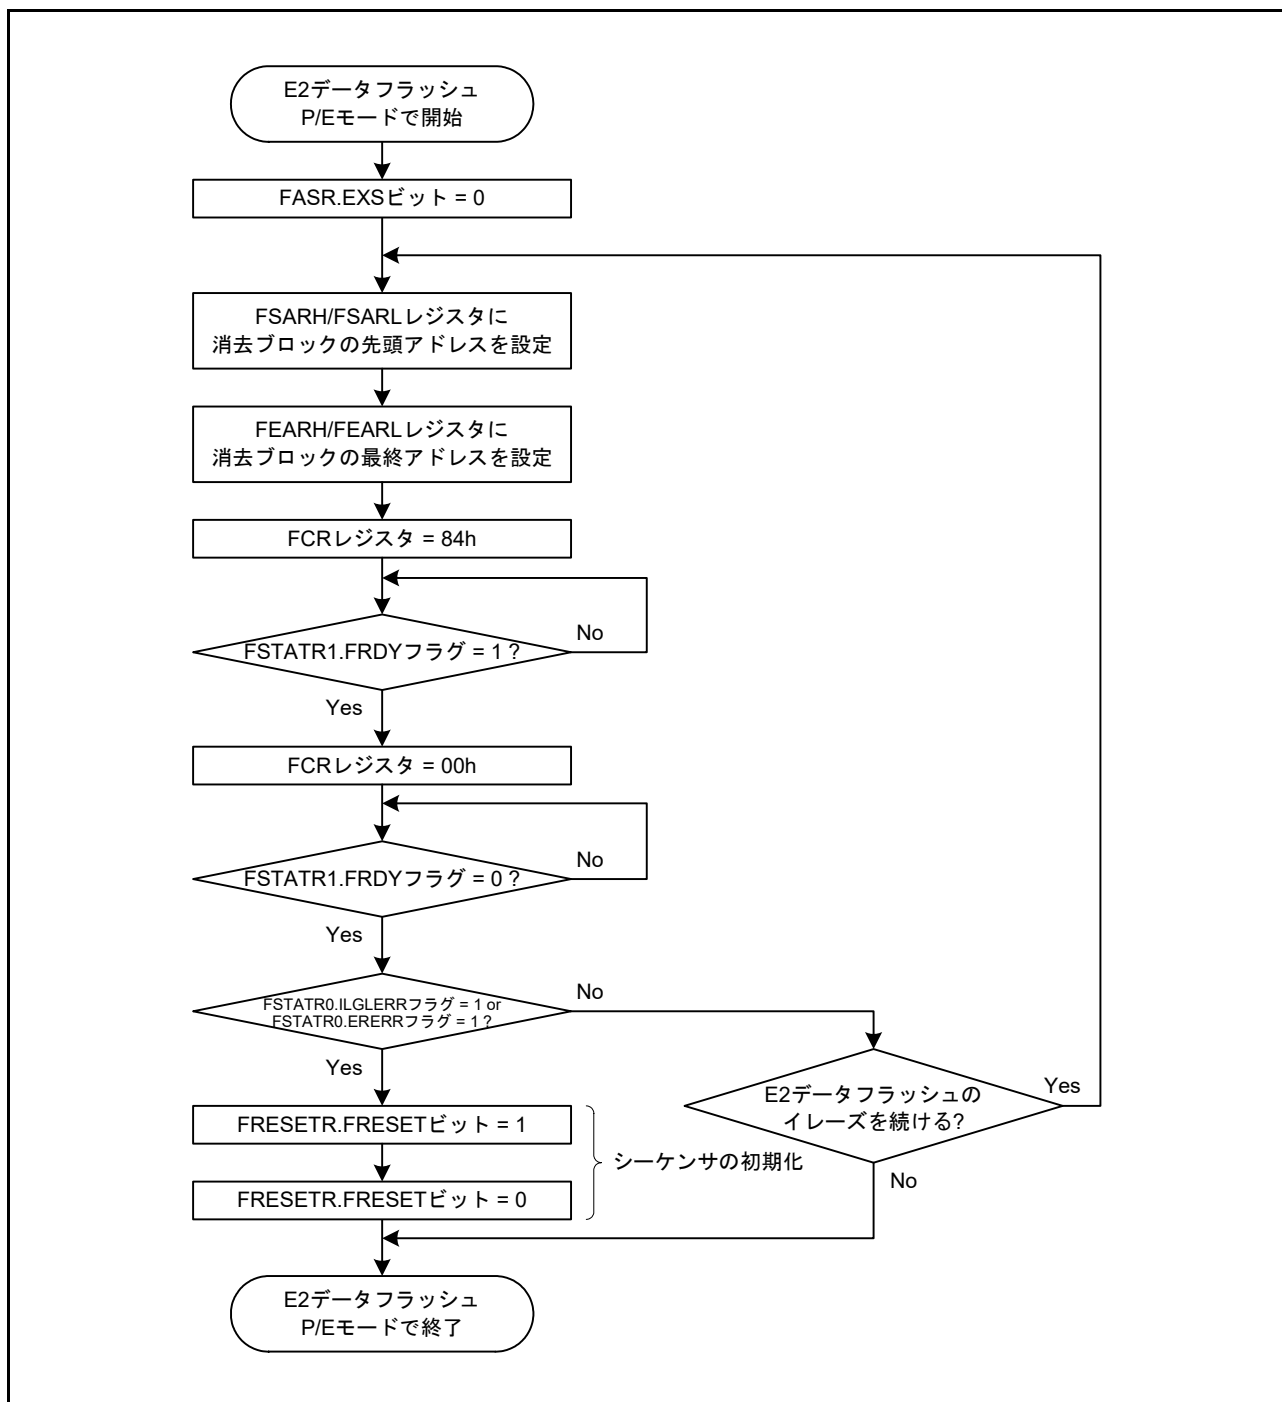 E2データフラッシュ
P/Eモードで開始
FASR.EXSビット = 0
FSARH/FSARLレジスタに
消去ブロックの先頭アドレスを設定
FEARH/FEARLレジスタに
消去ブロックの最終アドレスを設定
FCRレジスタ = 84h
FSTATR1.FRDYフラグ = 1 ?
No
Yes
FCRレジスタ = 00h
FSTATR1.FRDYフラグ = 0 ?
No
Yes
FSTATR0.ILGLERRフラグ = 1 or
FSTATR0.ERERRフラグ = 1 ?
No
Yes
E2データフラッシュの
イレーズを続ける?
Yes
No
FRESETR.FRESETビット = 1
FRESETR.FRESETビット = 0
シーケンサの初期化
E2データフラッシュ
P/Eモードで終了